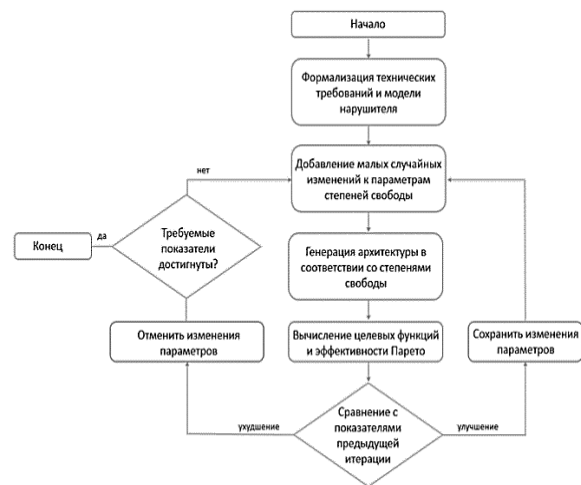 Начало
Формализация технических
требований и модели
нарушителя
нет
Добавление малых случайных
изменений к параметрам
степеней свободы
да
Конец
Требуемые
показатели
достигнуты?
Генерация архитектуры в
соответствии со степенями
свободы
Отменить изменения
параметров
Вычисление целевых функций
и эффективности Парето
Сохранить изменения
параметров
ухудшение
Сравнение с
показателями
предыдущей
итерации
улучшение